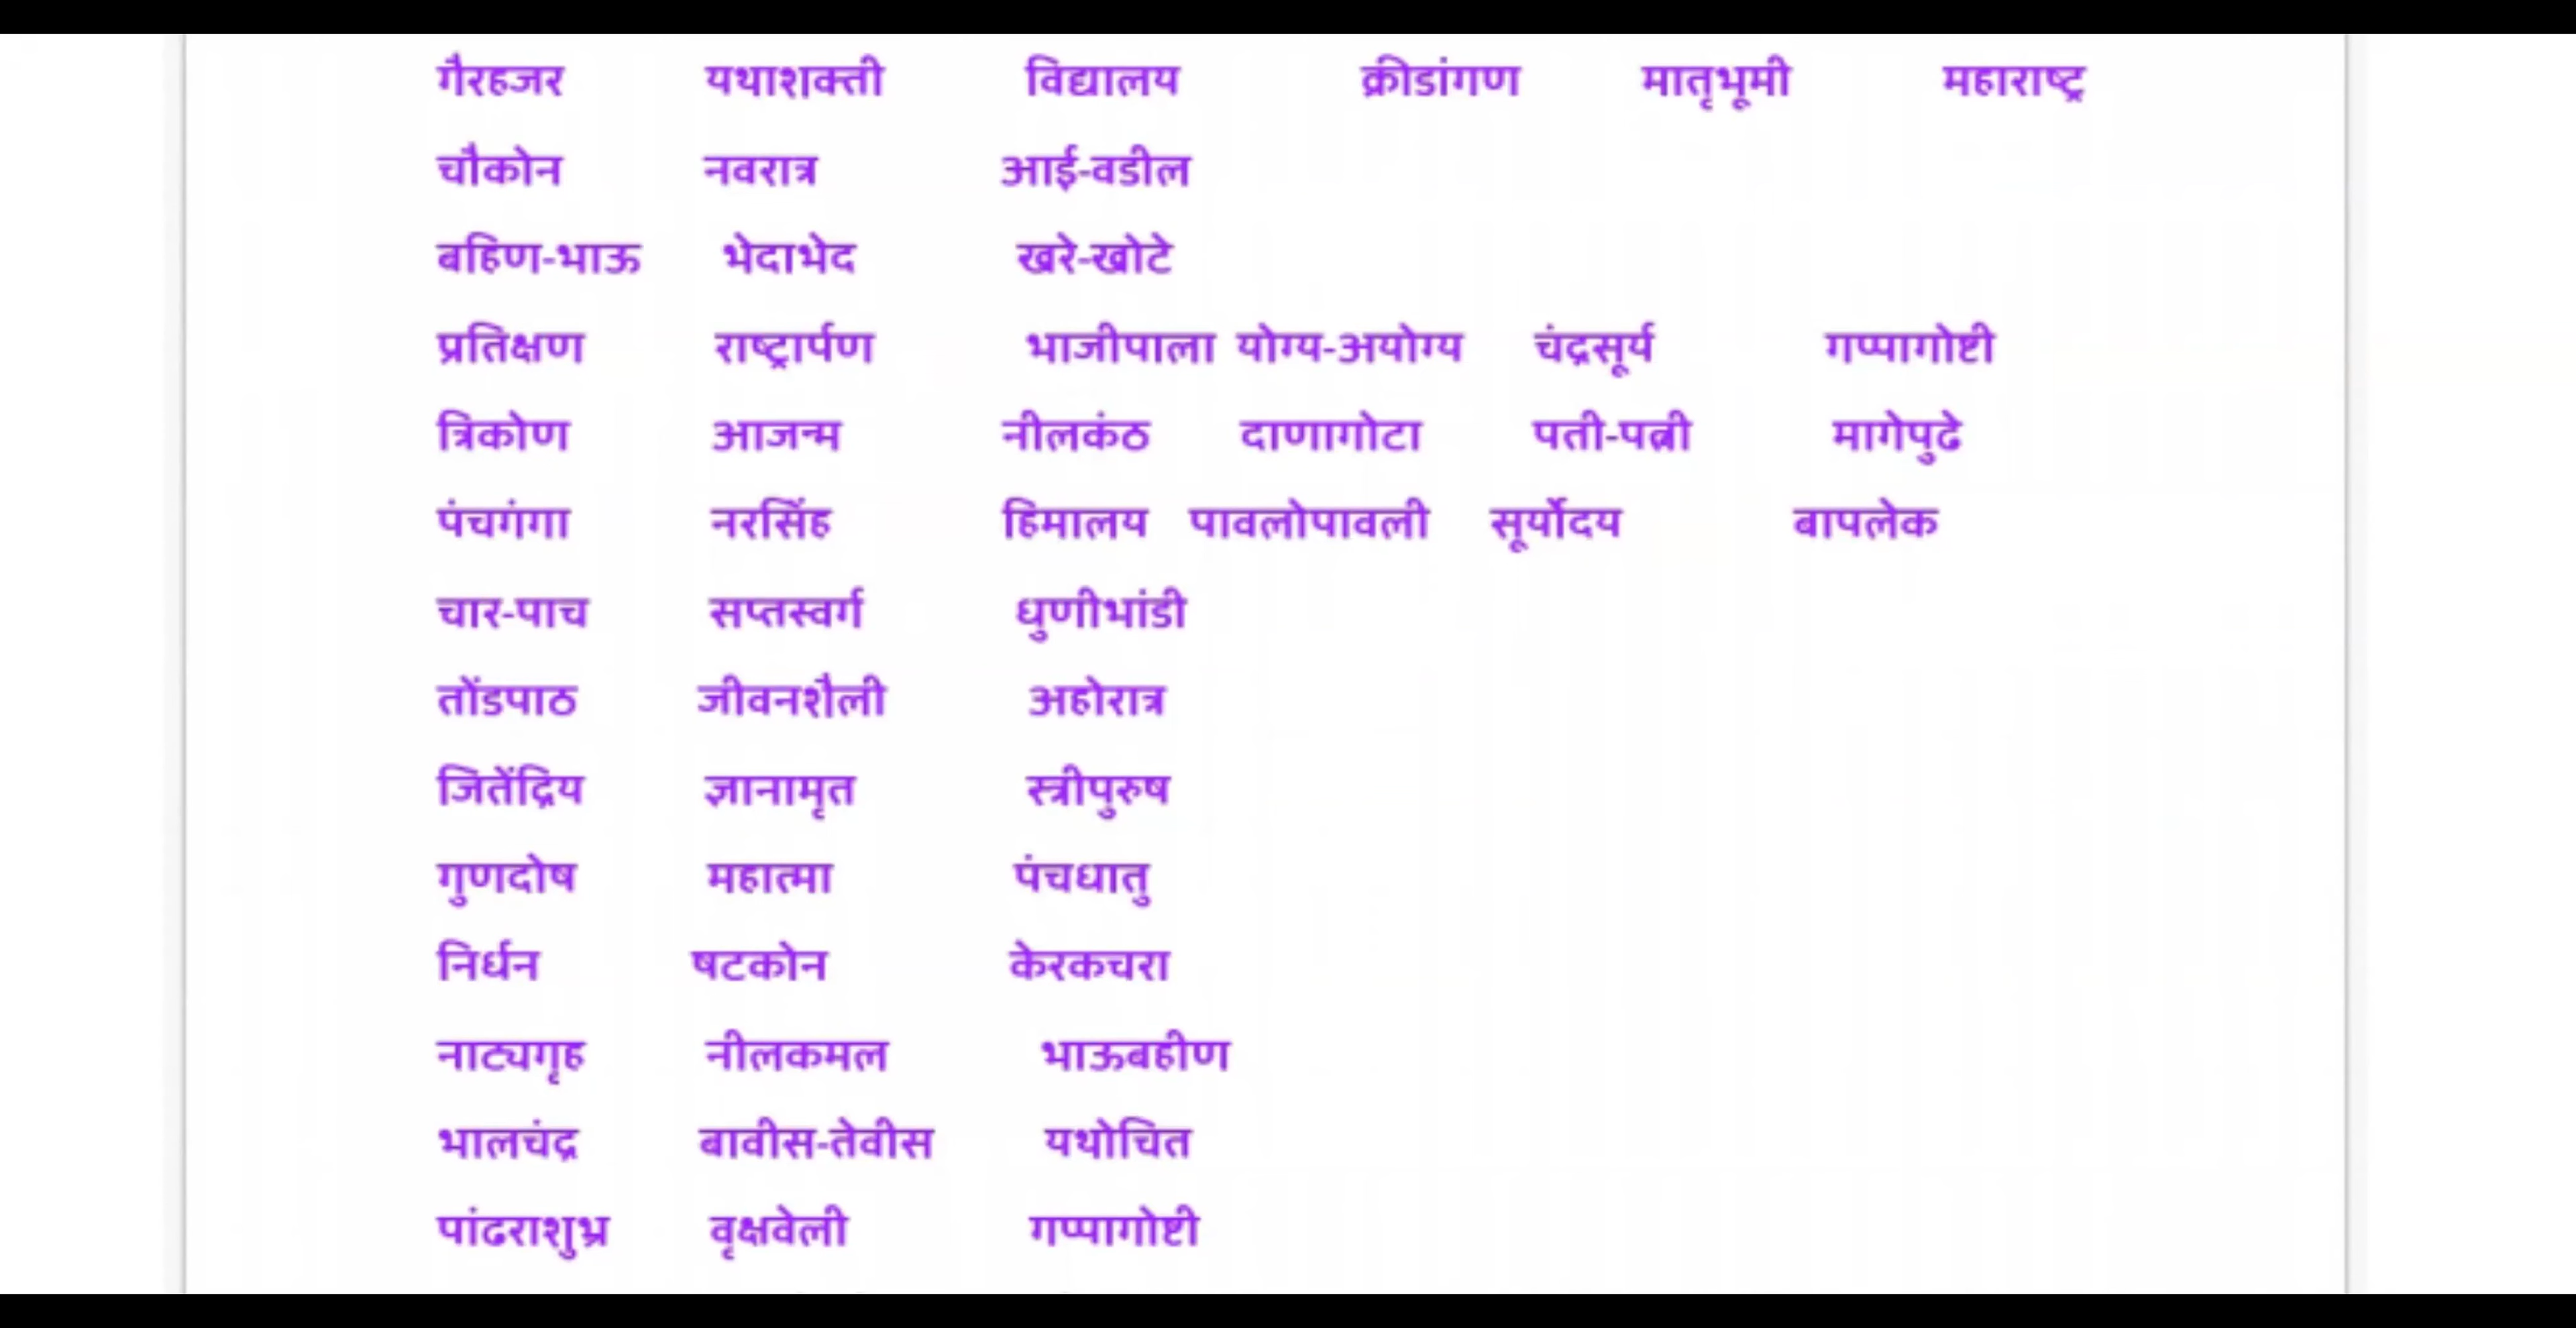 गैरहजर यथाशक्ती विद्यालय क्रीडांगण मातृभूमी महाराष्ट्र
चौकोन नवरात्र आई-वडील
बहिण-भाऊ भेदाभेद खरे-खोटे
प्रतिक्षण राष्ट्रार्पण भाजीपाला योग्य-अयोग्य चंद्रसूर्य गप्पागोष्टी
त्रिकोण आजन्म नीलकंठ दाणागोटा पती-पत्नी मागेपुढे
पंचगंगा नरसिंह हिमालय पावलोपावली सूर्योदय बापलेक
चार-पाच सप्तस्वर्ग धुणीभांडी
तोंडपाठ जीवनशैली अहोरात्र
जितेंद्रिय ज्ञानामृत स्त्रीपुरुष
गुणदोष महात्मा पंचधातु
निर्धन षटकोन केरकचरा
नाट्यगृह नीलकमल भाऊबहीण
भालचंद्र बावीस-तेवीस यथोचित
पांढराशुभ्र वृक्षवेली गप्पागोष्टी